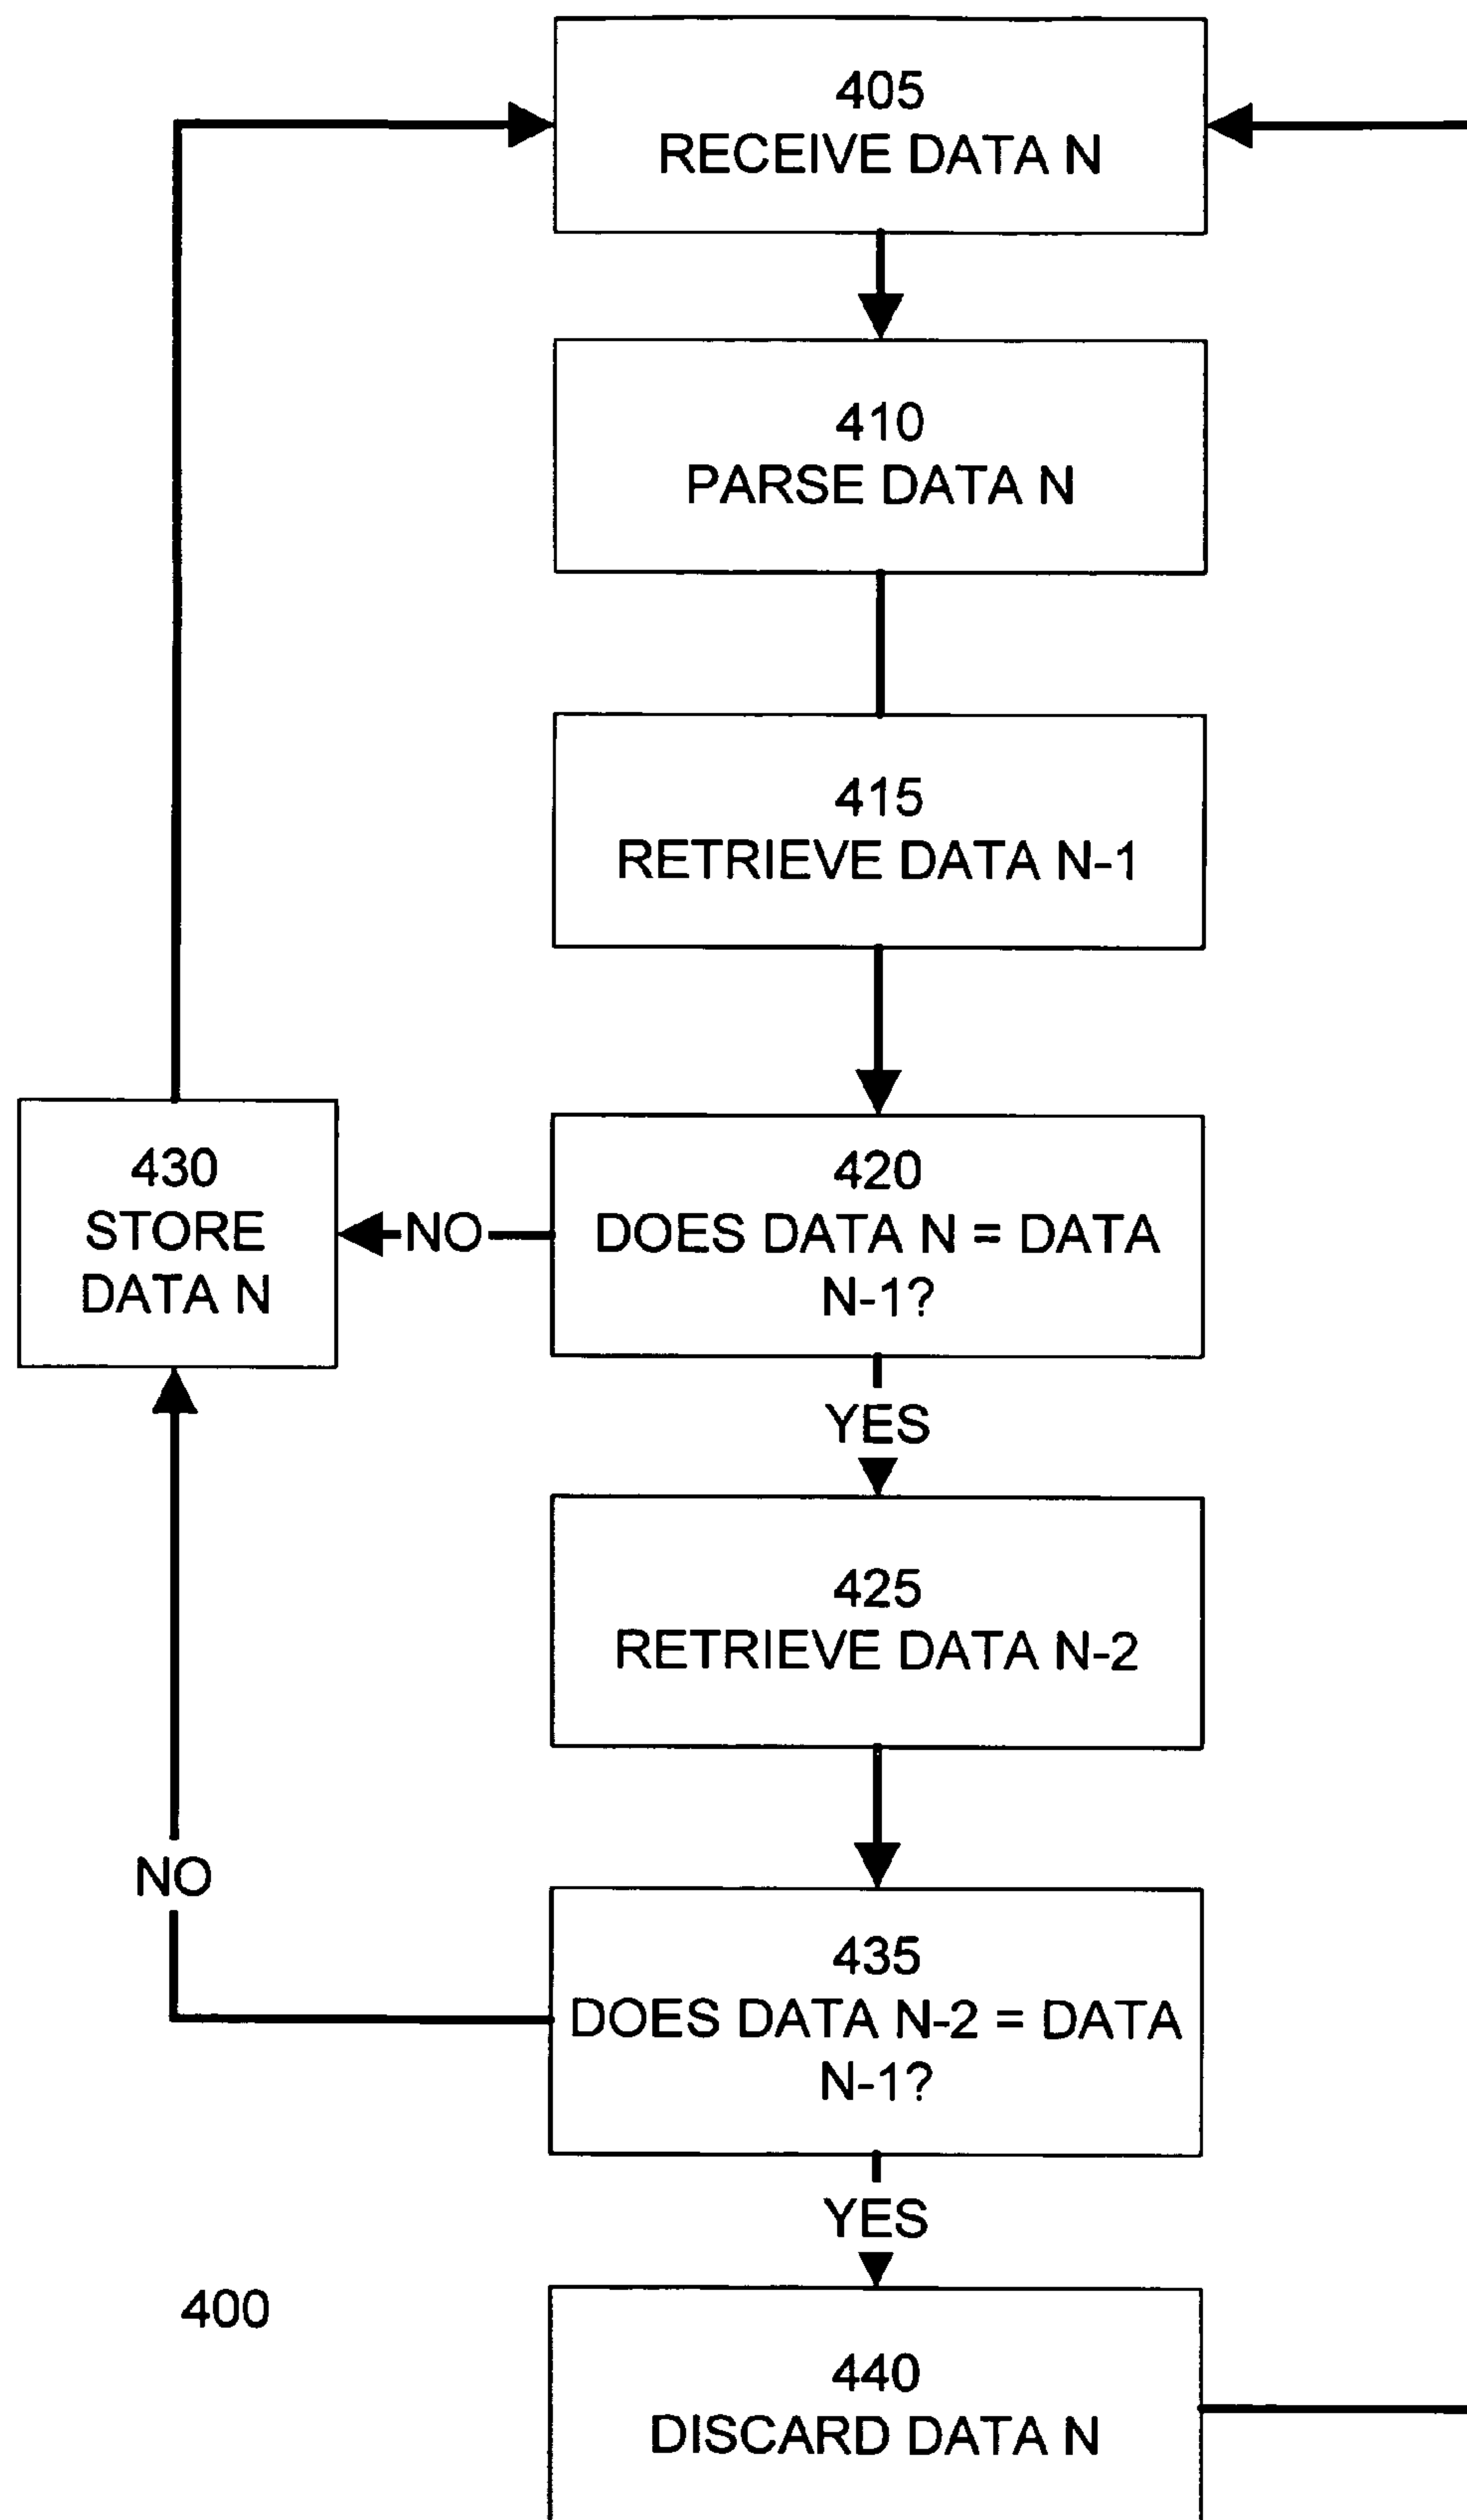 405
RECEIVE DATA N
410
PARSE DATA N
415
RETRIEVE DATA N-1
430
STORE
DATA N
NO
420
DOES DATA N = DATA
N-1?
YES
425
RETRIEVE DATA N-2
NO
435
DOES DATA N-2 = DATA
N-1?
YES
400
440
DISCARD DATA N